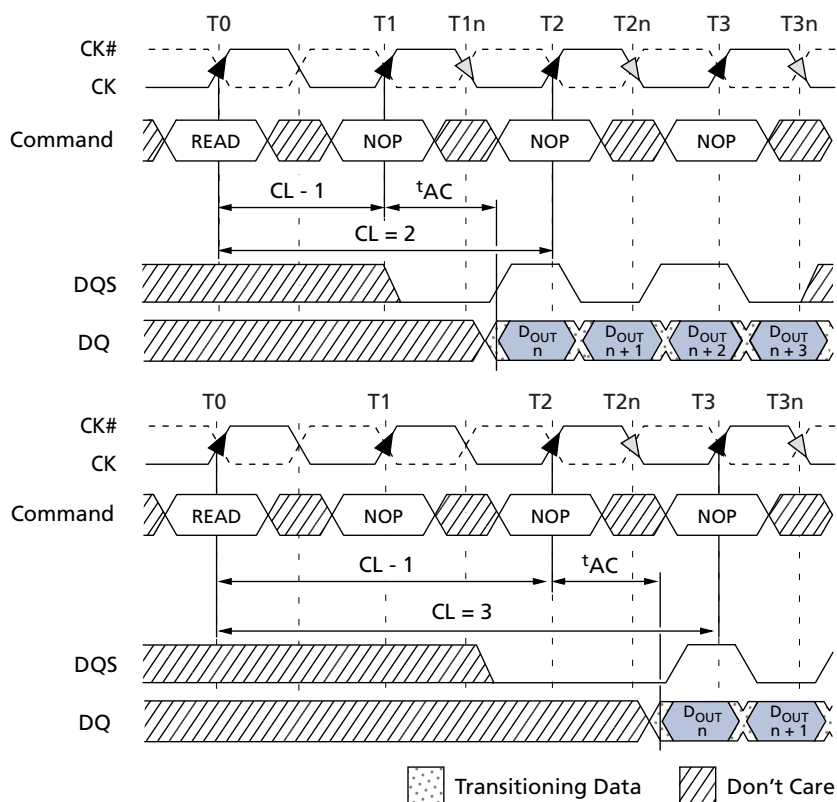 T0 T1 T1n T2 T2n T3 T3n
CK#
CK
Command READ NOP NOP NOP
CL - 1 tAC
CL = 2
DQS
DQ DOUT n DOUT n + 1 DOUT n + 2 DOUT n + 3
T0 T1 T2 T2n T3 T3n
CK#
CK
Command READ NOP NOP NOP
CL - 1 tAC
CL = 3
DQS
DQ DOUT n DOUT n + 1
Transitioning Data Don't Care